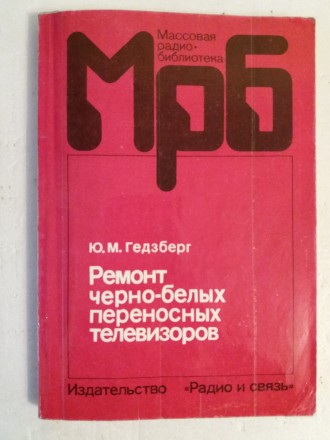 Массовая
радио-
библиотека
Мрб
Ю. М. Гедзберг
Ремонт
черно-белых
переносных
телевизоров
Издательство «Радио и связь»